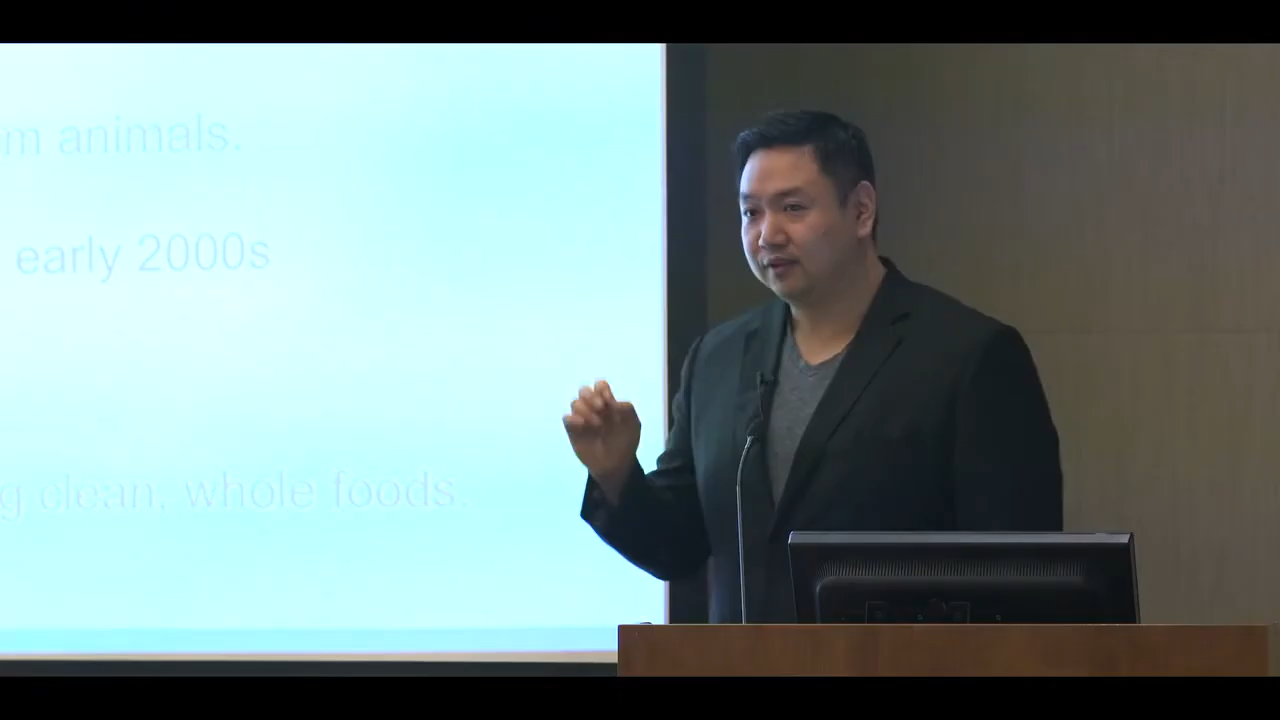 animals.
early 2000s
clean, whole foods.